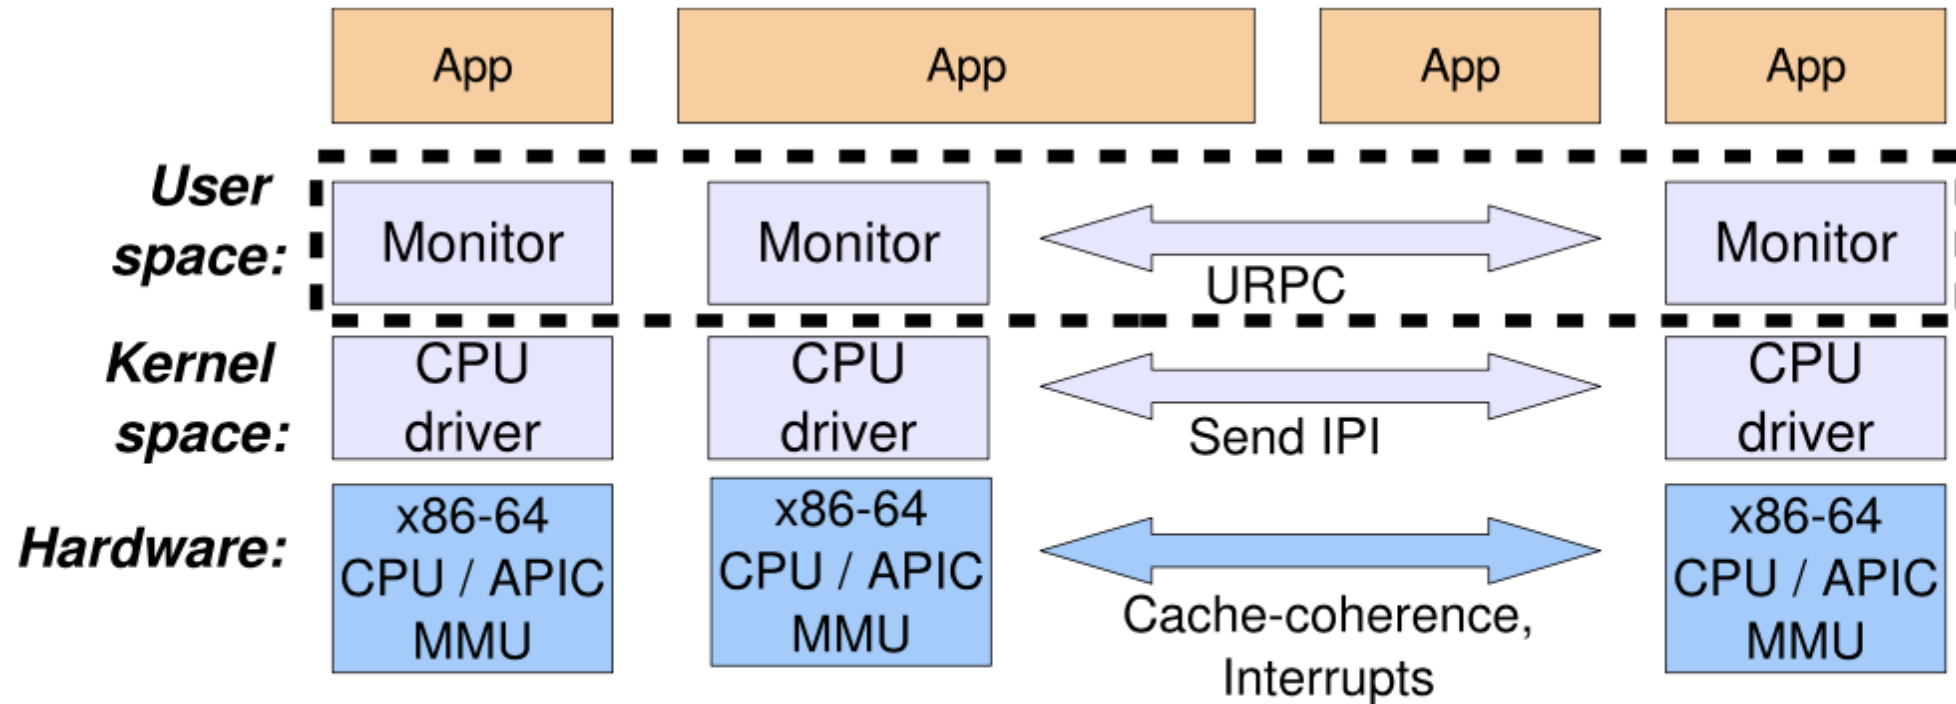 App
App
App
App
User
space:
Monitor
Monitor
URPC
Monitor
Kernel
space:
CPU
driver
CPU
driver
Send IPI
CPU
driver
Hardware:
x86-64
CPU / APIC
MMU
x86-64
CPU / APIC
MMU
Cache-coherence,
Interrupts
x86-64
CPU / APIC
MMU